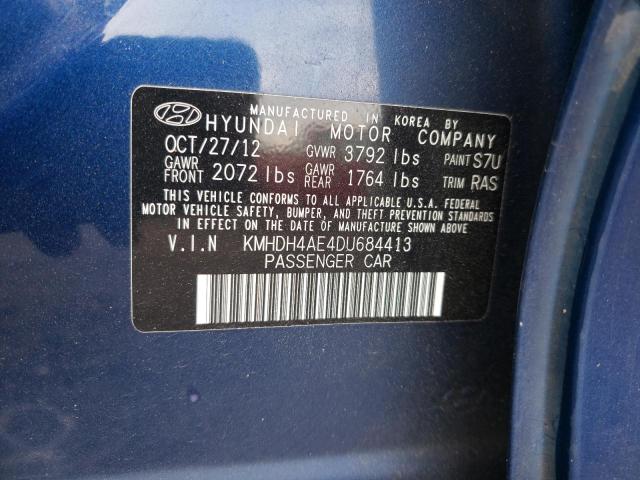 MANUFACTURED IN KOREA BY
HYUNDAI MOTOR COMPANY
OCT/27/12 GVWR 3792 lbs PAINT S7U
GAWR FRONT 2072 lbs GAWR REAR 1764 lbs TRIM RAS
THIS VEHICLE CONFORMS TO ALL APPLICABLE U.S.A. FEDERAL
MOTOR VEHICLE SAFETY, BUMPER, AND THEFT PREVENTION STANDARDS
IN EFFECT ON THE DATE OF MANUFACTURE SHOWN ABOVE.
V.I.N KMHDH4AE4DU684413
PASSENGER CAR